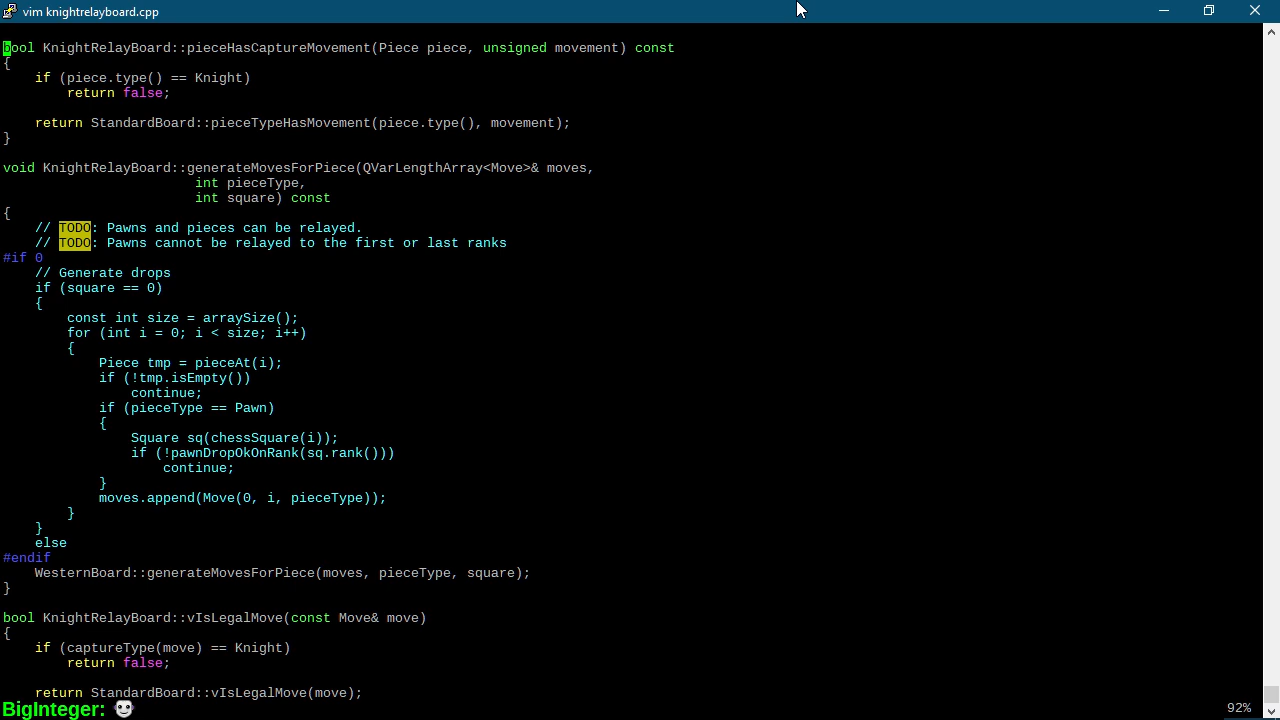 vim knightrelayboard.cpp
bool KnightRelayBoard::pieceHasCaptureMovement(Piece piece, unsigned movement) const
{
    if (piece.type() == Knight)
        return false;

    return StandardBoard::pieceTypeHasMovement(piece.type(), movement);
}

void KnightRelayBoard::generateMovesForPiece(QVarLengthArray<Move>& moves,
                        int pieceType,
                        int square) const
{
    // TODO: Pawns and pieces can be relayed.
    // TODO: Pawns cannot be relayed to the first or last ranks
#if 0
    // Generate drops
    if (square == 0)
    {
        const int size = arraySize();
        for (int i = 0; i < size; i++)
        {
            Piece tmp = pieceAt(i);
            if (!tmp.isEmpty())
                continue;
            if (pieceType == Pawn)
            {
                Square sq(chessSquare(i));
                if (!pawnDropOkOnRank(sq.rank()))
                    continue;
            }
            moves.append(Move(0, i, pieceType));
        }
    }
    else
#endif
    WesternBoard::generateMovesForPiece(moves, pieceType, square);
}

bool KnightRelayBoard::vIsLegalMove(const Move& move)
{
    if (captureType(move) == Knight)
        return false;

    return StandardBoard::vIsLegalMove(move);
BigInteger:
92%